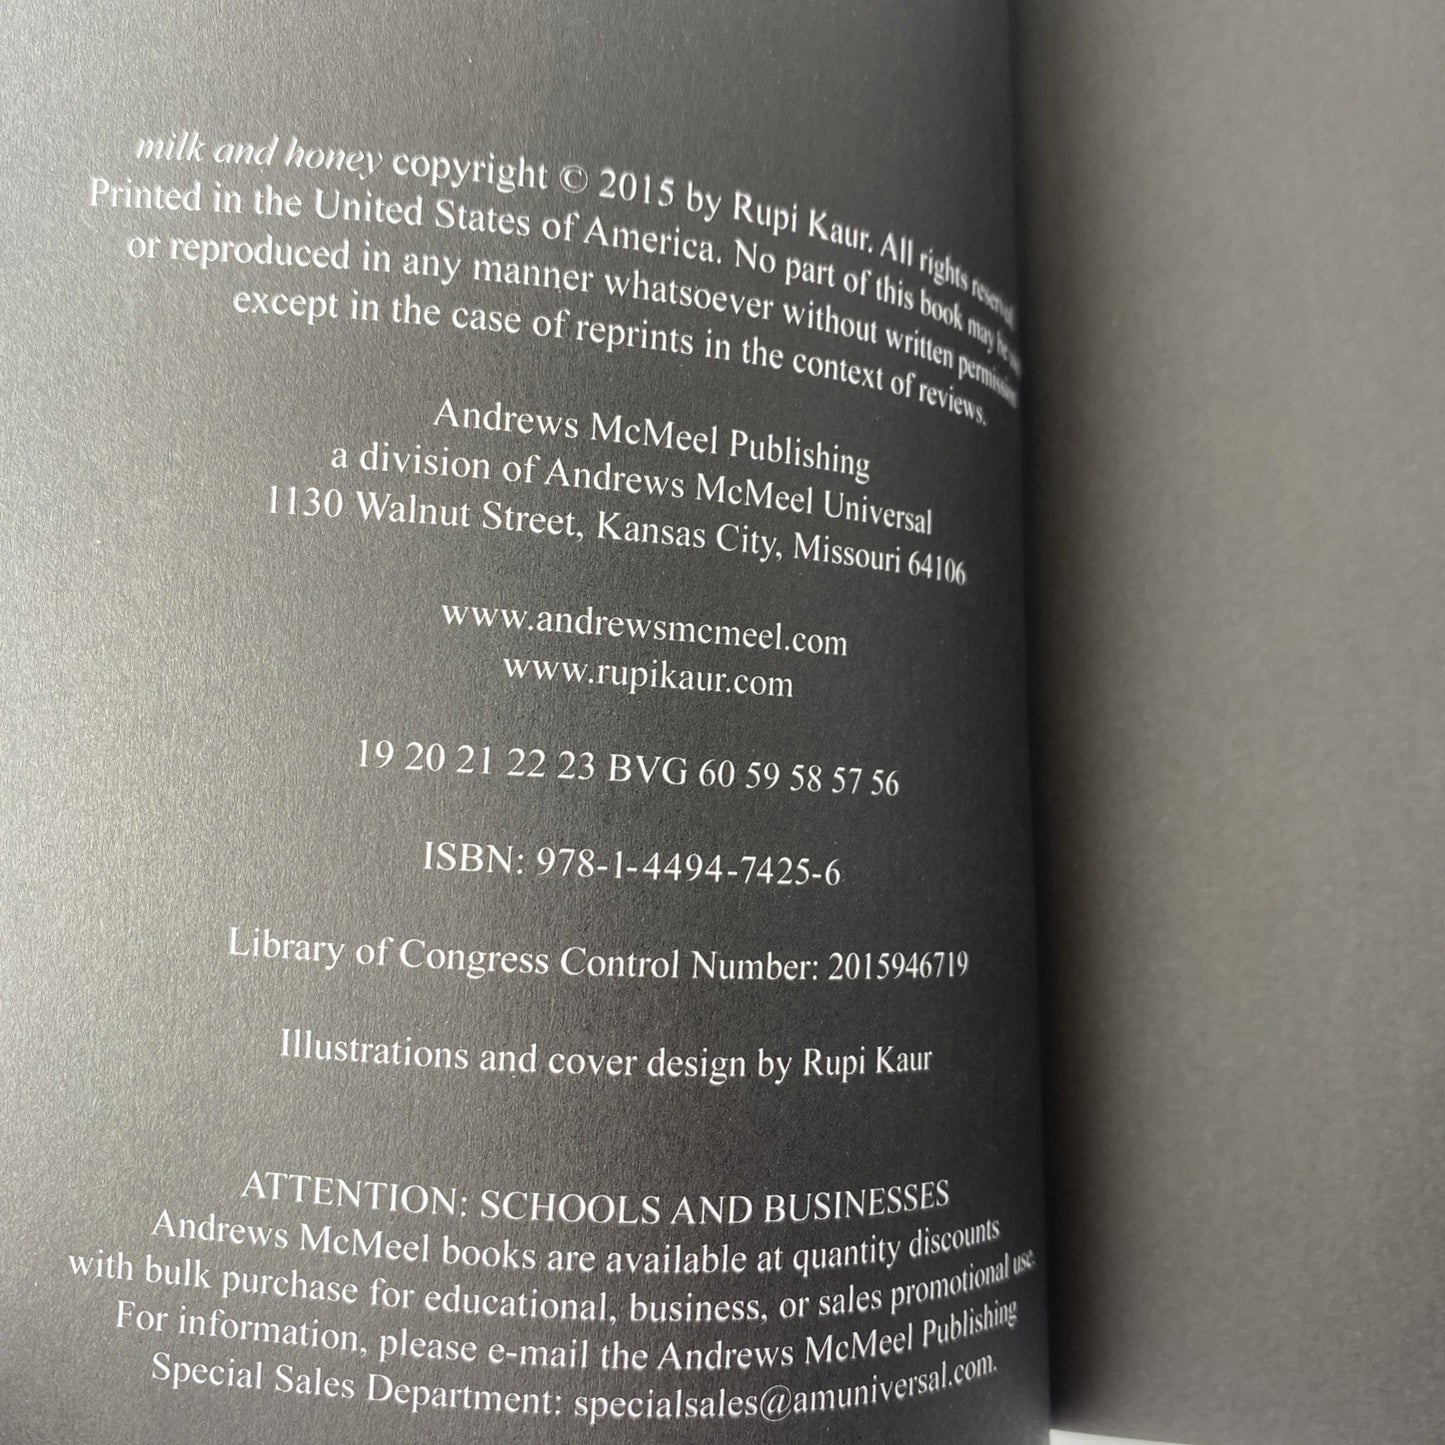 milk and honey copyright © 2015 by Rupi Kaur. All rights reserved
Printed in the United States of America. No part of this book may be
or reproduced in any manner whatsoever without written permission
except in the case of reprints in the context of reviews.
Andrews McMeel Publishing
a division of Andrews McMeel Universal
1130 Walnut Street, Kansas City, Missouri 64106
www.andrewsmcmeel.com
www.rupikaur.com
19 20 21 22 23 BVG 60 59 58 57 56
ISBN: 978-1-4494-7425-6
Library of Congress Control Number: 2015946719
Illustrations and cover design by Rupi Kaur
ATTENTION: SCHOOLS AND BUSINESSES
Andrews McMeel books are available at quantity discounts
with bulk purchase for educational, business, or sales promotional use.
For information, please e-mail the Andrews McMeel Publishing
Special Sales Department: specialsales@amuniversal.com.